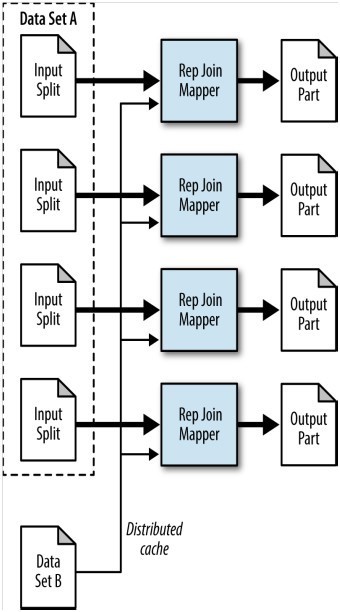 Data Set A
Input
Split
Rep Join
Mapper
Output
Part
Input
Split
Rep Join
Mapper
Output
Part
Input
Split
Rep Join
Mapper
Output
Part
Input
Split
Rep Join
Mapper
Output
Part
Distributed
cache
Data
Set B